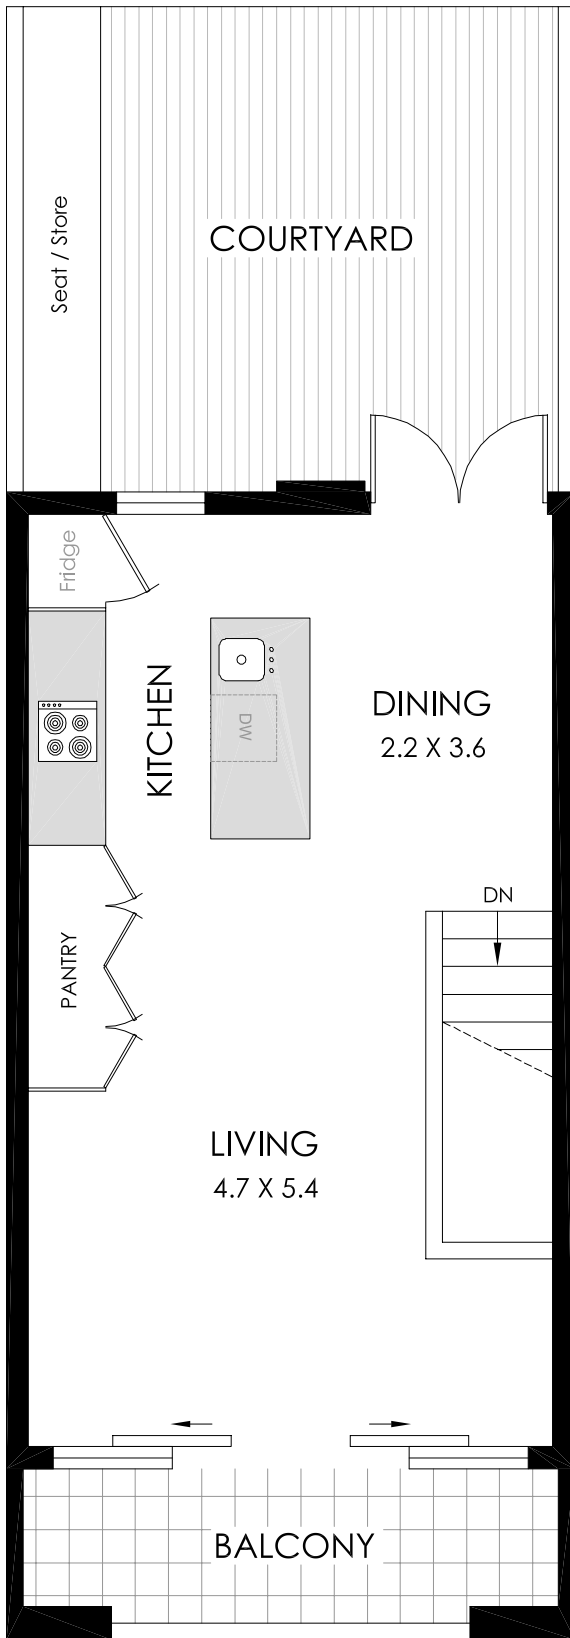 Seat / Store
COURTYARD
Fridge
KITCHEN
DW
DINING
2.2 X 3.6
DN
PANTRY
LIVING
4.7 X 5.4
BALCONY